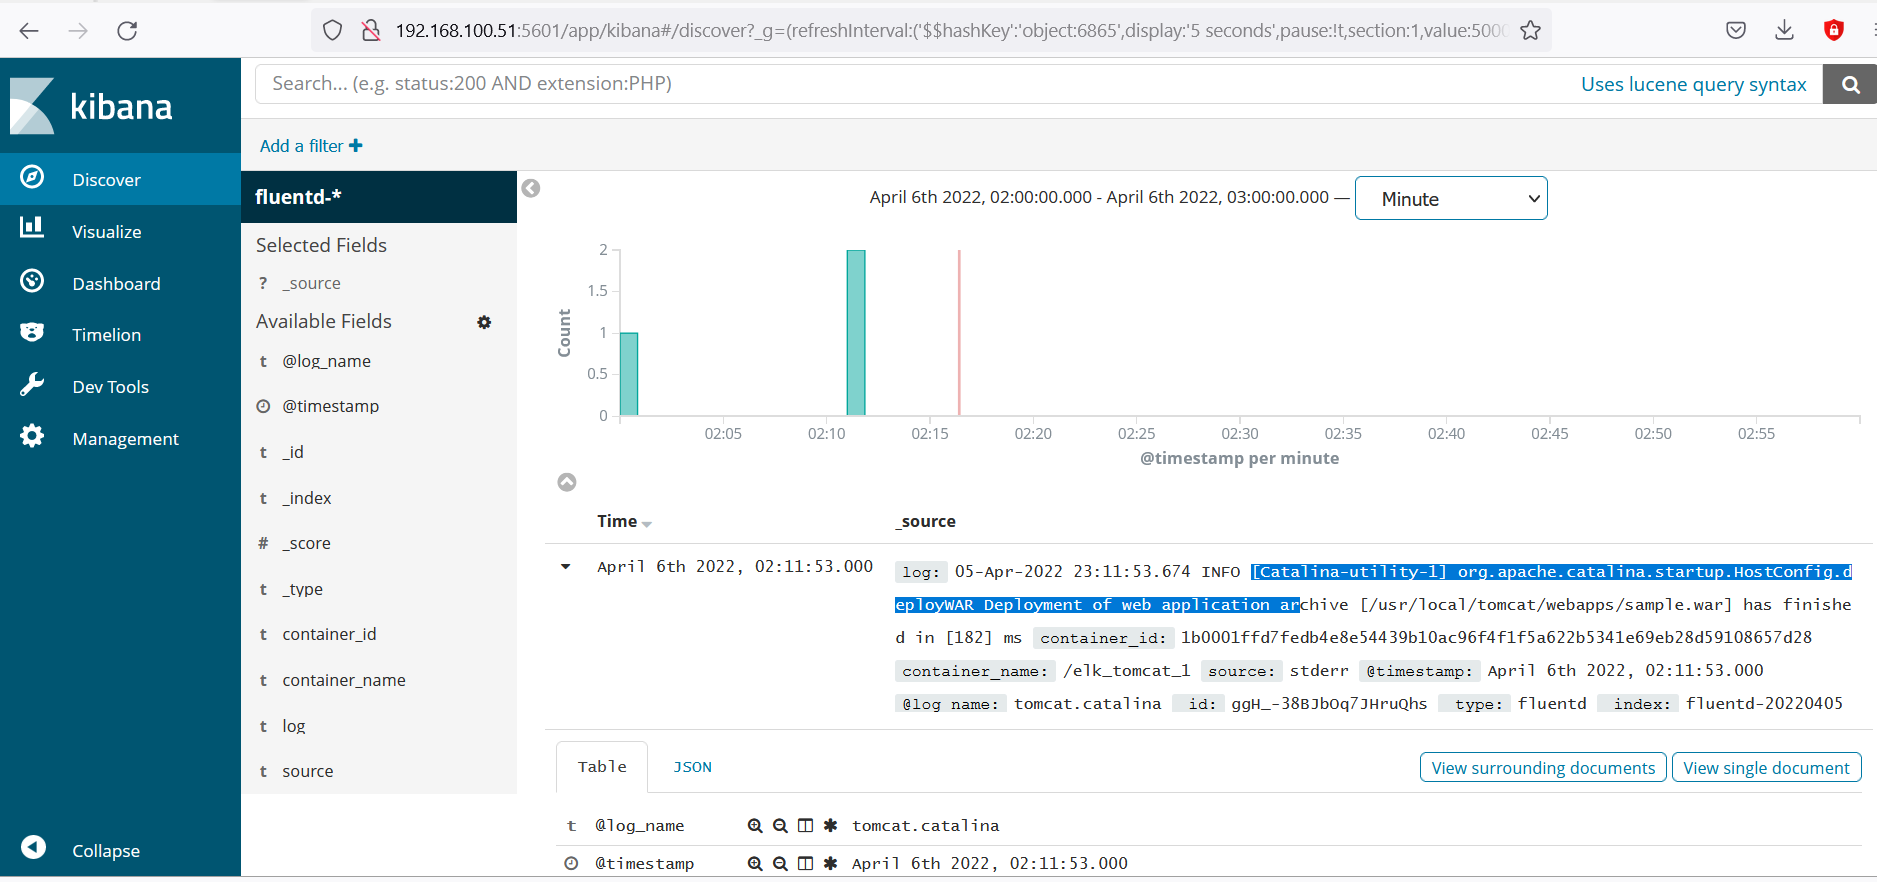 192.168.100.51:5601/app/kibana#/discover?_g=(refreshInterval:('$$hashKey':'object:6865',display:'5 seconds',pause:!t,section:1,value:5000
kibana
Discover
Visualize
Dashboard
Timelion
Dev Tools
Management
Collapse
Search... (e.g. status:200 AND extension:PHP)
Uses lucene query syntax
Add a filter
fluentd-*
Selected Fields
? _source
Available Fields
t @log_name
@timestamp
t _id
t _index
# _score
t _type
t container_id
t container_name
t log
t source
April 6th 2022, 02:00:00.000 - April 6th 2022, 03:00:00.000 — Minute
Count
2
1.5
1
0.5
0
02:05 02:10 02:15 02:20 02:25 02:30 02:35 02:40 02:45 02:50 02:55
@timestamp per minute
Time _source
April 6th 2022, 02:11:53.000
log: 05-Apr-2022 23:11:53.674 INFO [Catalina-utility-1] org.apache.catalina.startup.HostConfig.d
eployWAR Deployment of web application archive [/usr/local/tomcat/webapps/sample.war] has finishe
d in [182] ms container_id: 1b0001ffd7fedb4e8e54439b10ac96f4f1f5a622b5341e69eb28d59108657d28
container_name: /elk_tomcat_1 source: stderr @timestamp: April 6th 2022, 02:11:53.000
@log_name: tomcat.catalina _id: ggH_-38BJbOq7JHruQhs _type: fluentd _index: fluentd-20220405
Table JSON
View surrounding documents View single document
t @log_name tomcat.catalina
@timestamp April 6th 2022, 02:11:53.000